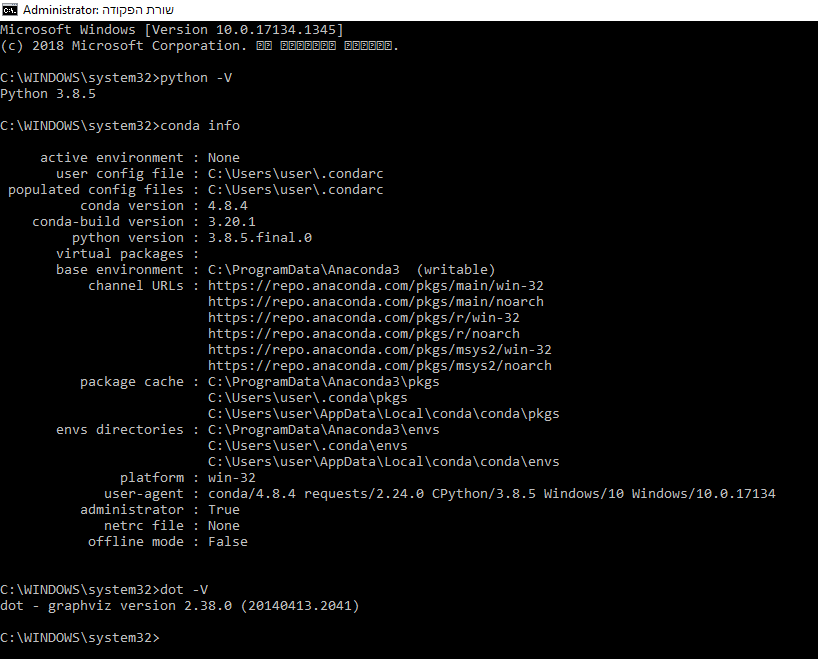 Administrator: שורת הפקודה
Microsoft Windows [Version 10.0.17134.1345]
(c) 2018 Microsoft Corporation.
C:\WINDOWS\system32>python -V
Python 3.8.5
C:\WINDOWS\system32>conda info
active environment : None
user config file : C:\Users\user\.condarc
populated config files : C:\Users\user\.condarc
conda version : 4.8.4
conda-build version : 3.20.1
python version : 3.8.5.final.0
virtual packages :
base environment : C:\ProgramData\Anaconda3  (writable)
channel URLs : https://repo.anaconda.com/pkgs/main/win-32
https://repo.anaconda.com/pkgs/main/noarch
https://repo.anaconda.com/pkgs/r/win-32
https://repo.anaconda.com/pkgs/r/noarch
https://repo.anaconda.com/pkgs/msys2/win-32
https://repo.anaconda.com/pkgs/msys2/noarch
package cache : C:\ProgramData\Anaconda3\pkgs
C:\Users\user\.conda\pkgs
C:\Users\user\AppData\Local\conda\conda\pkgs
envs directories : C:\ProgramData\Anaconda3\envs
C:\Users\user\.conda\envs
C:\Users\user\AppData\Local\conda\conda\envs
platform : win-32
user-agent : conda/4.8.4 requests/2.24.0 CPython/3.8.5 Windows/10 Windows/10.0.17134
administrator : True
netrc file : None
offline mode : False
C:\WINDOWS\system32>dot -V
dot - graphviz version 2.38.0 (20140413.2041)
C:\WINDOWS\system32>